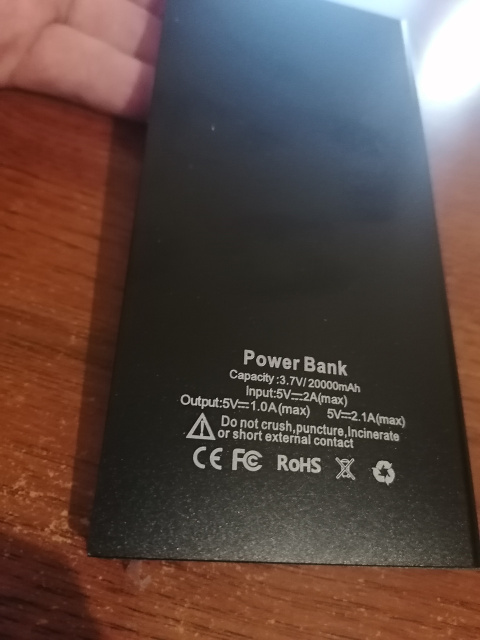 Power Bank
Capacity:3.7V/20000mAh
Input:5V⎓2A(max)
Output:5V⎓1.0A(max) 5V⎓2.1A(max)
Do not crush,puncture,Incinerate
or short external contact
CE FC RoHS